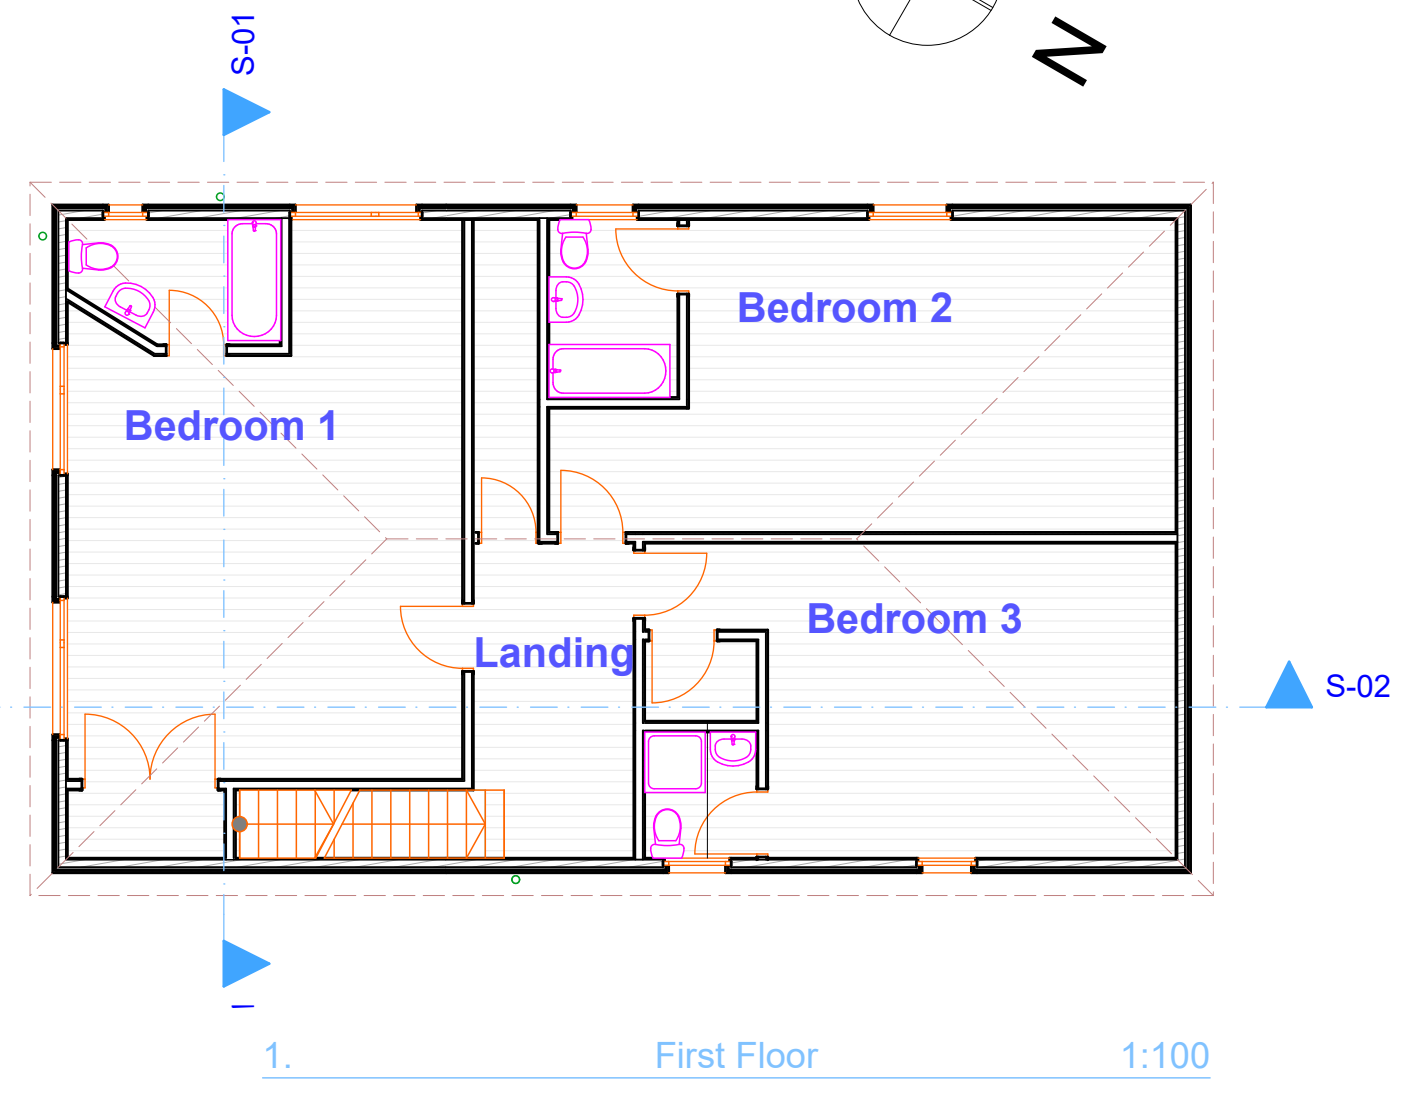 S-01
N
Bedroom 2
Bedroom 1
Bedroom 3
Landing
S-02
1. First Floor 1:100